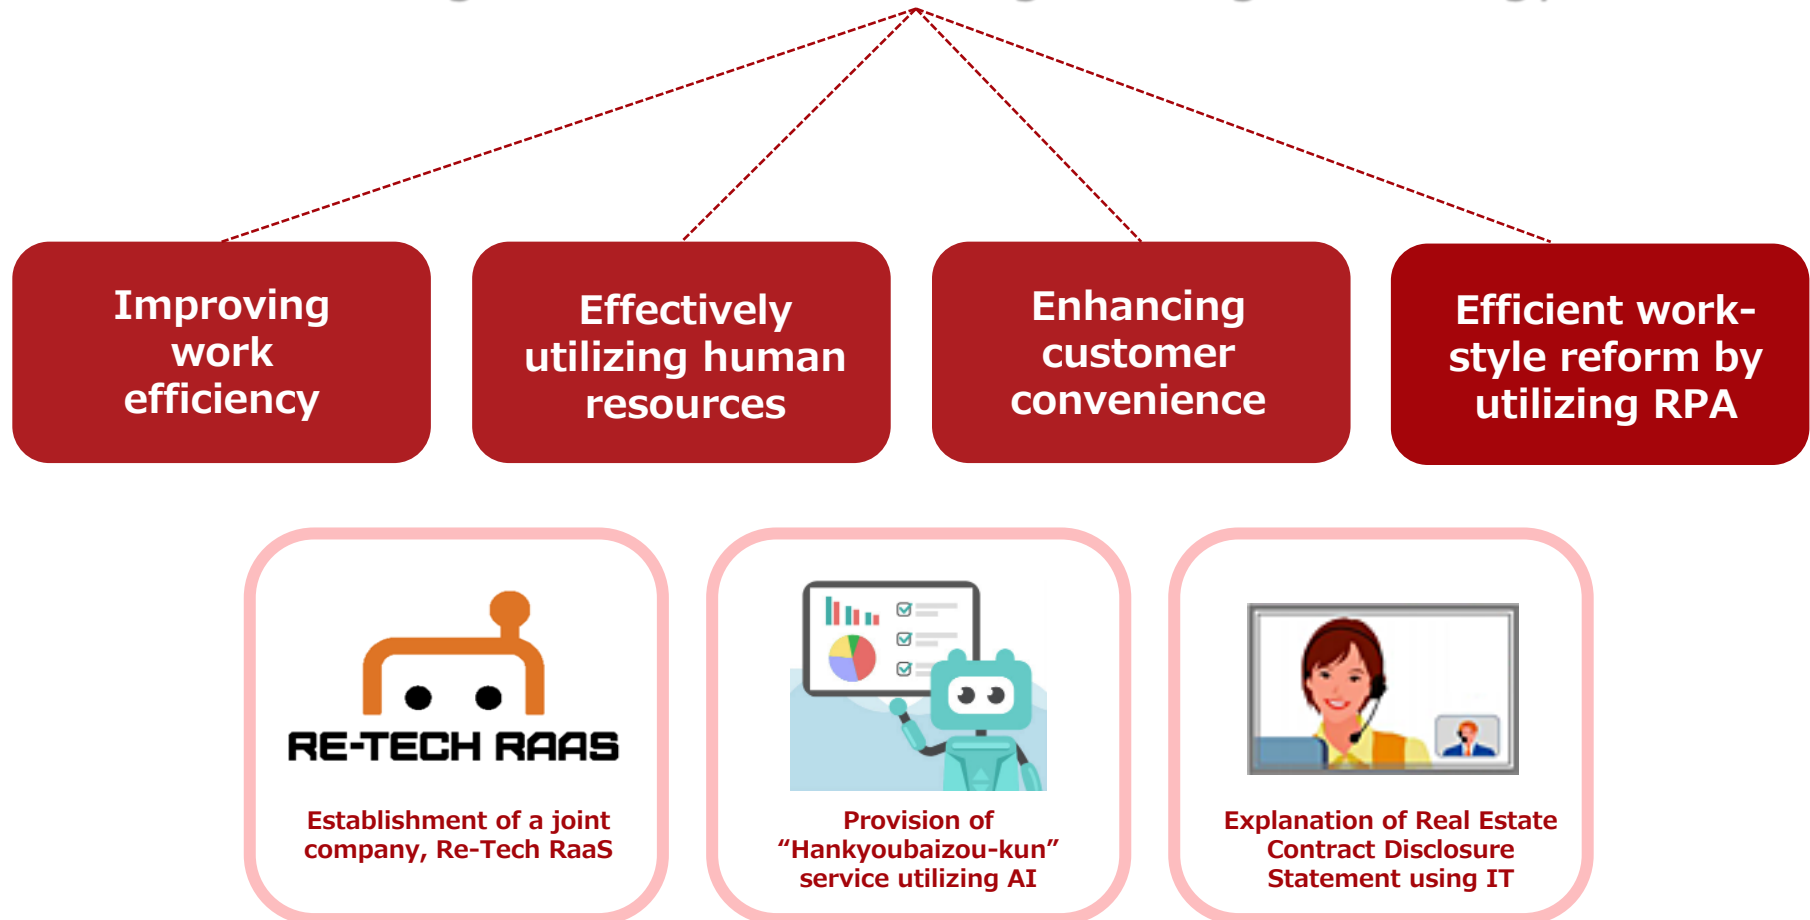 Improving
work
efficiency
Effectively
utilizing human
resources
Enhancing
customer
convenience
Efficient work-
style reform by
utilizing RPA
RE-TECH RAAS
Establishment of a joint
company, Re-Tech RaaS
Provision of
“Hankyoubaizou-kun”
service utilizing AI
Explanation of Real Estate
Contract Disclosure
Statement using IT